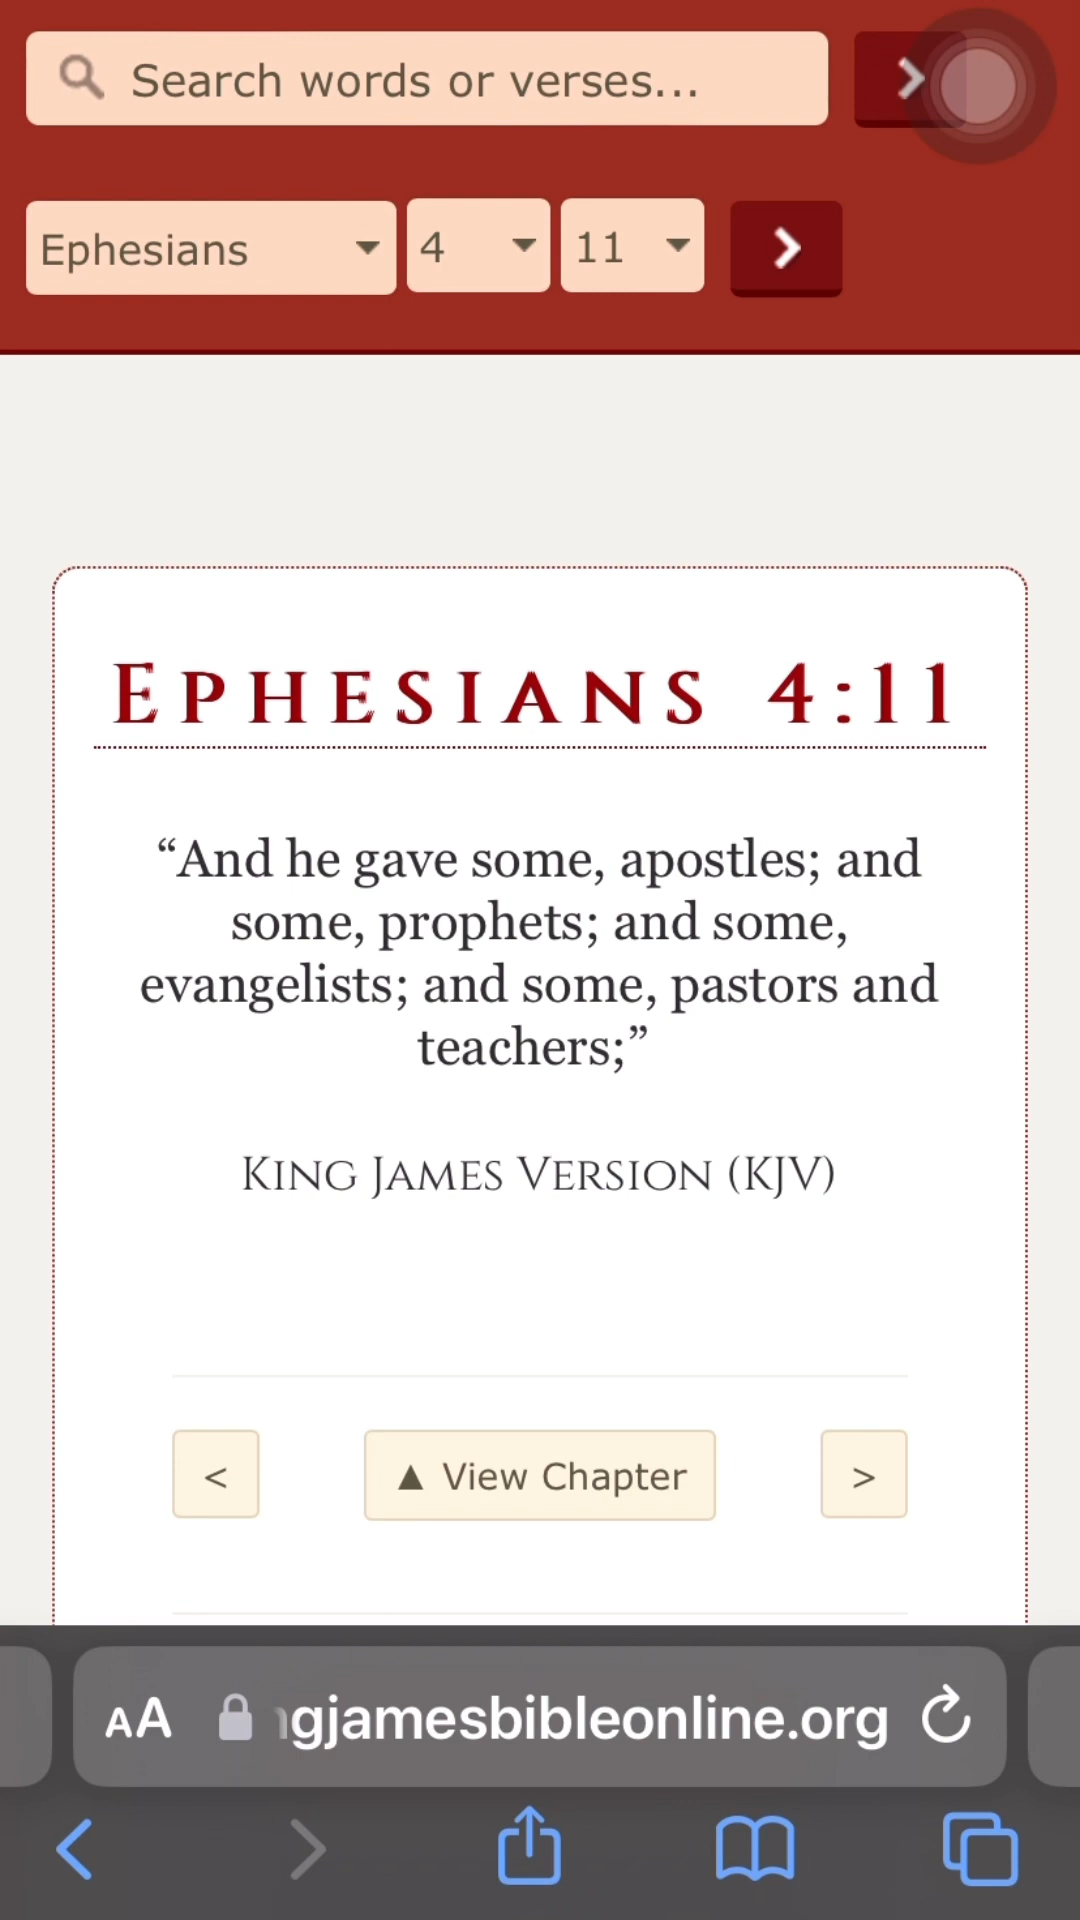 Search words or verses...
Ephesians 4 11
EPHESIANS 4:11
“And he gave some, apostles; and
some, prophets; and some,
evangelists; and some, pastors and
teachers;”
KING JAMES VERSION (KJV)
< ▲ View Chapter >
AA gjamesbibleonline.org